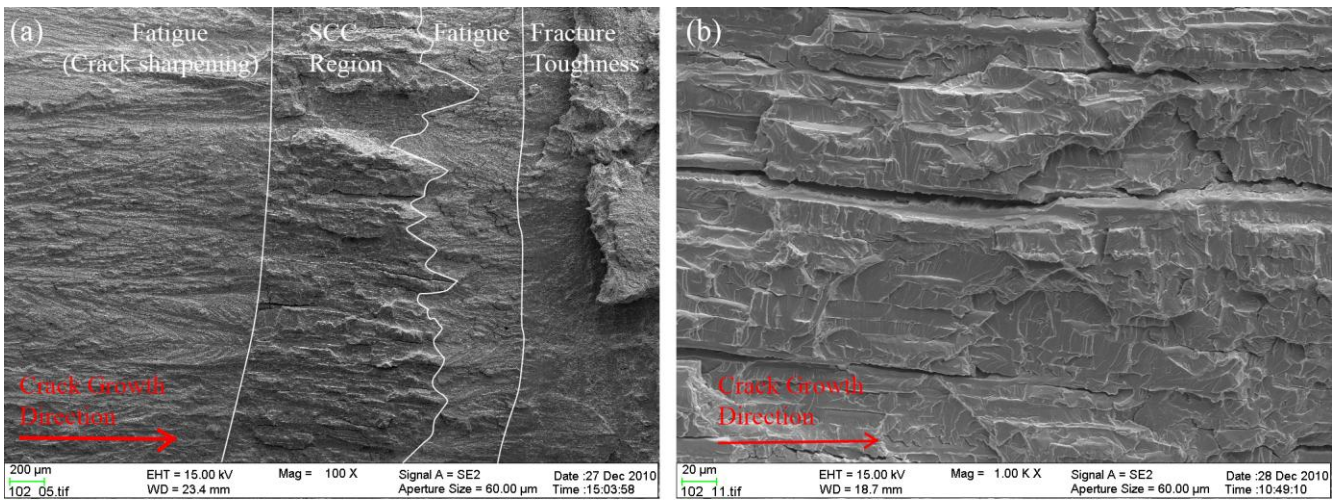 (a)
Fatigue
(Crack sharpening)
SCC
Region
Fatigue
Fracture
Toughness
Crack Growth
Direction
200 µm
102_05.tif
EHT = 15.00 kV
WD = 23.4 mm
Mag = 100 X
Signal A = SE2
Aperture Size = 60.00 µm
Date :27 Dec 2010
Time :15:03:58
(b)
Crack Growth
Direction
20 µm
102_11.tif
EHT = 15.00 kV
WD = 18.7 mm
Mag = 1.00 K X
Signal A = SE2
Aperture Size = 60.00 µm
Date :28 Dec 2010
Time :10:49:10